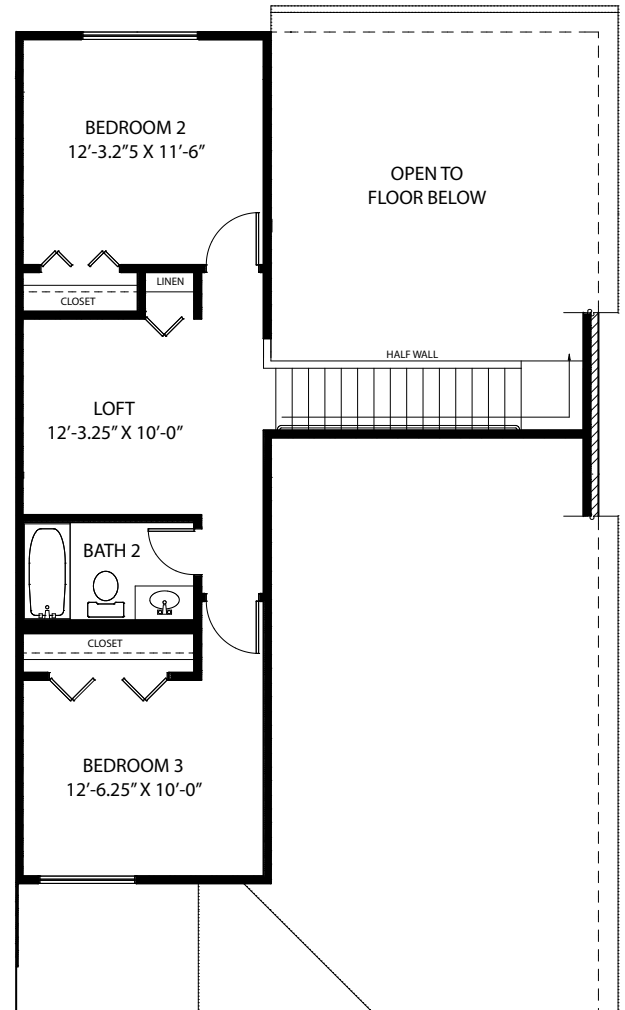 BEDROOM 2
12’-3.2”5 X 11’-6”
OPEN TO
FLOOR BELOW
LINEN
CLOSET
HALF WALL
LOFT
12’-3.25” X 10’-0”
BATH 2
CLOSET
BEDROOM 3
12’-6.25” X 10’-0”